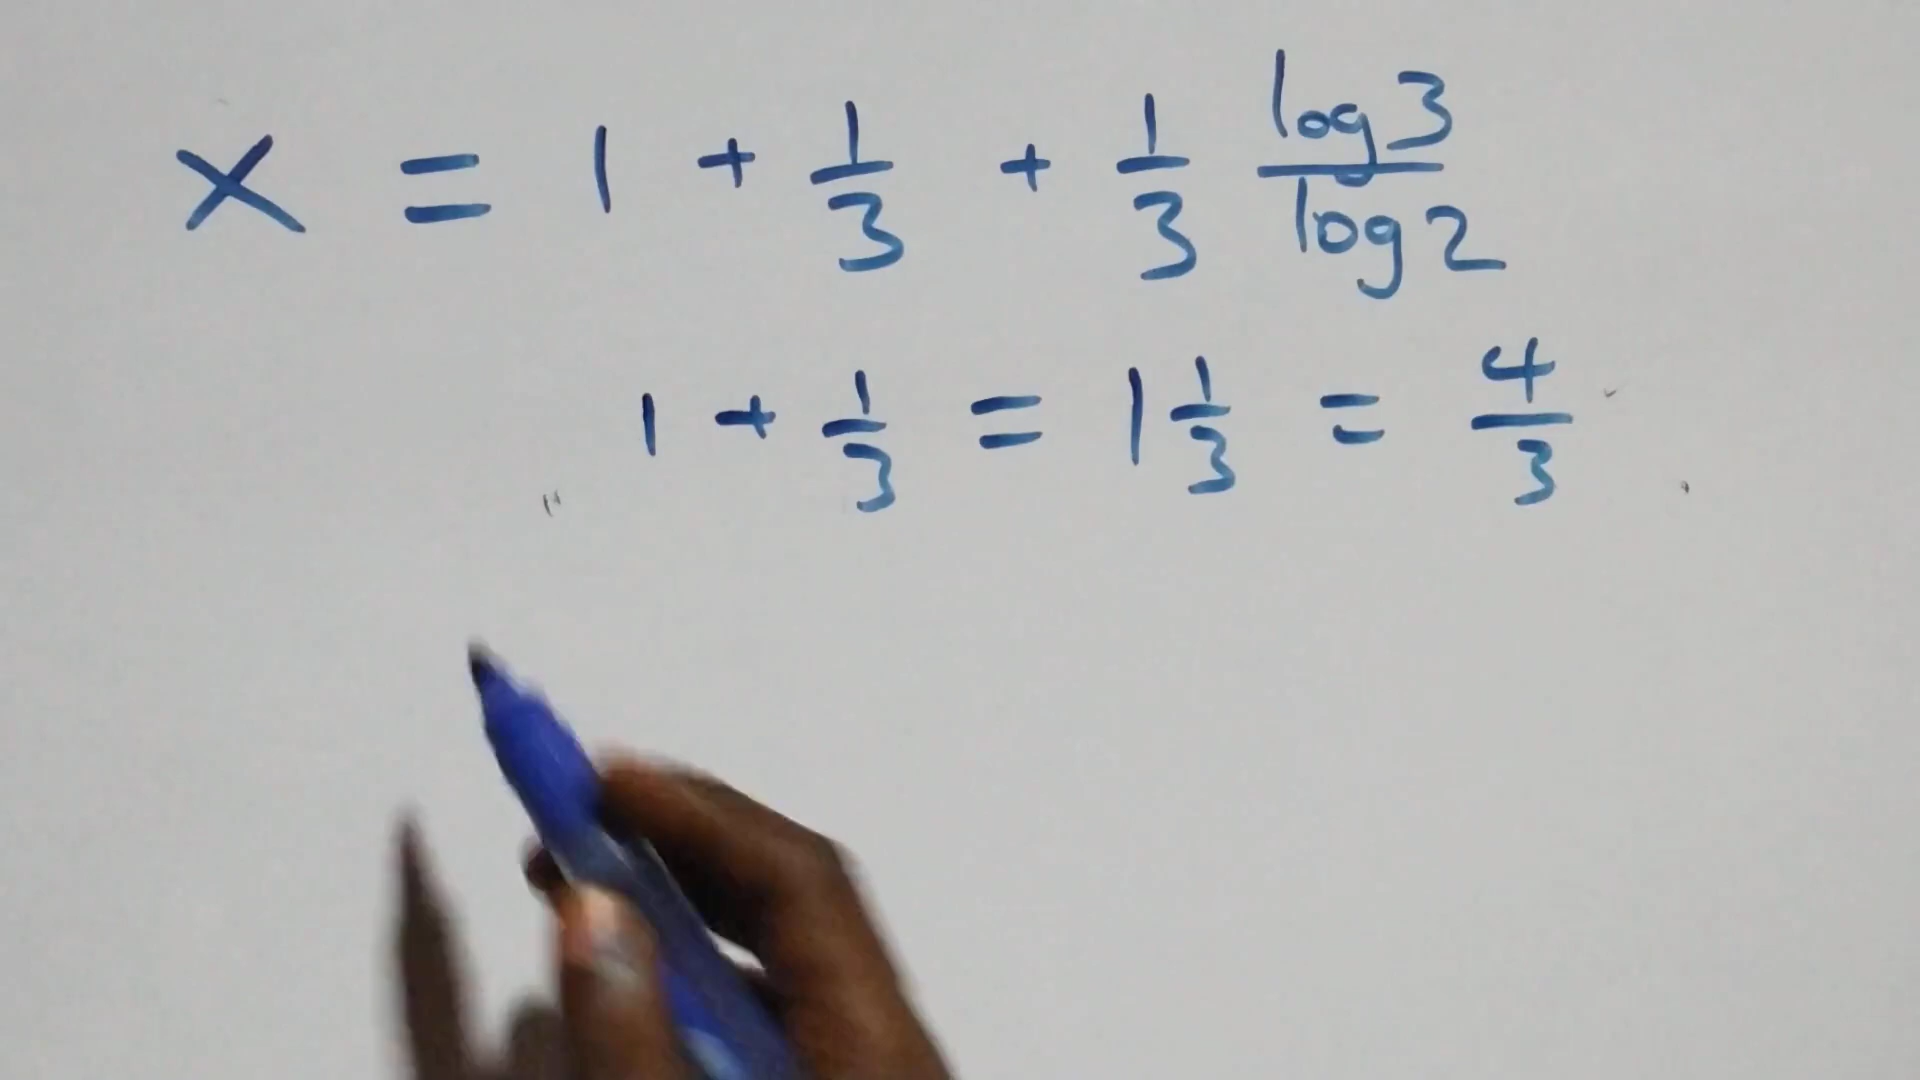 x = 1 + 1/3 + 1/3 log3/log2
1 + 1/3 = 1 1/3 = 4/3